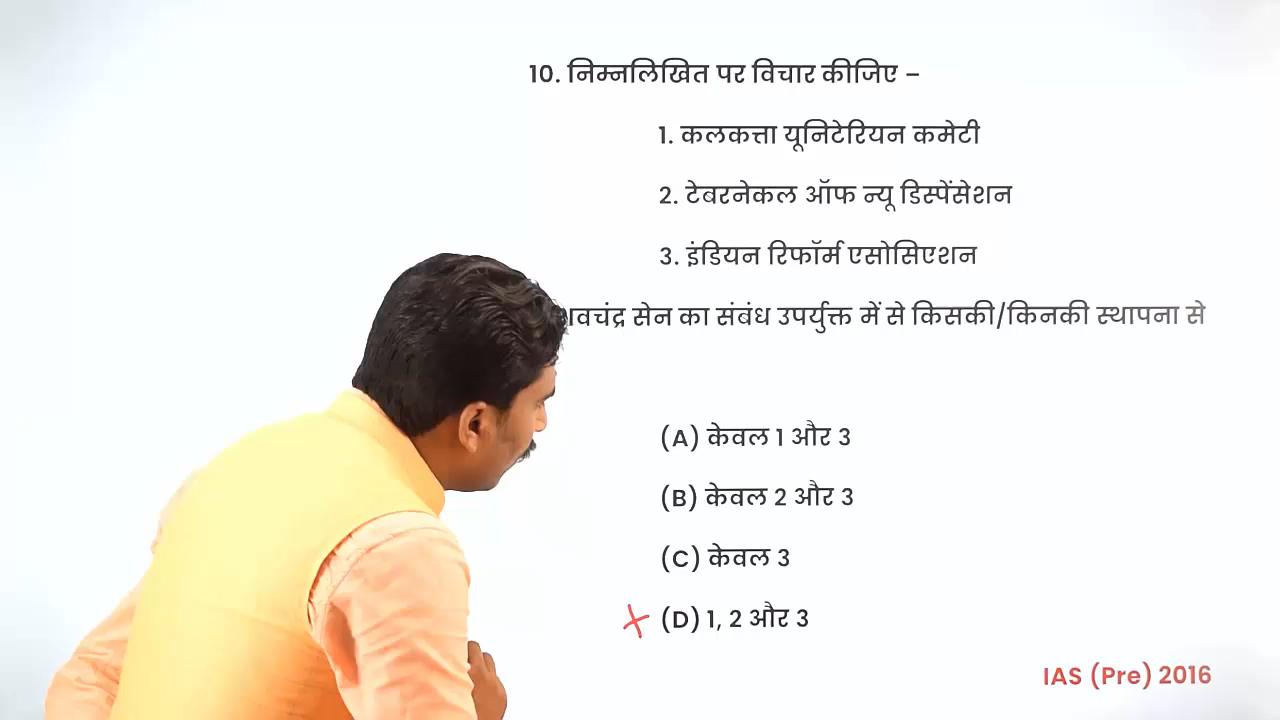 10. निम्नलिखित पर विचार कीजिए –
1. कलकत्ता यूनिटेरियन कमेटी
2. टेबरनेकल ऑफ न्यू डिस्पेंसेशन
3. इंडियन रिफॉर्म एसोसिएशन
सेन का संबंध उपर्युक्त में से किसकी/किनकी स्थापना से
(A) केवल 1 और 3
(B) केवल 2 और 3
(C) केवल 3
(D) 1, 2 और 3
IAS (Pre) 2016